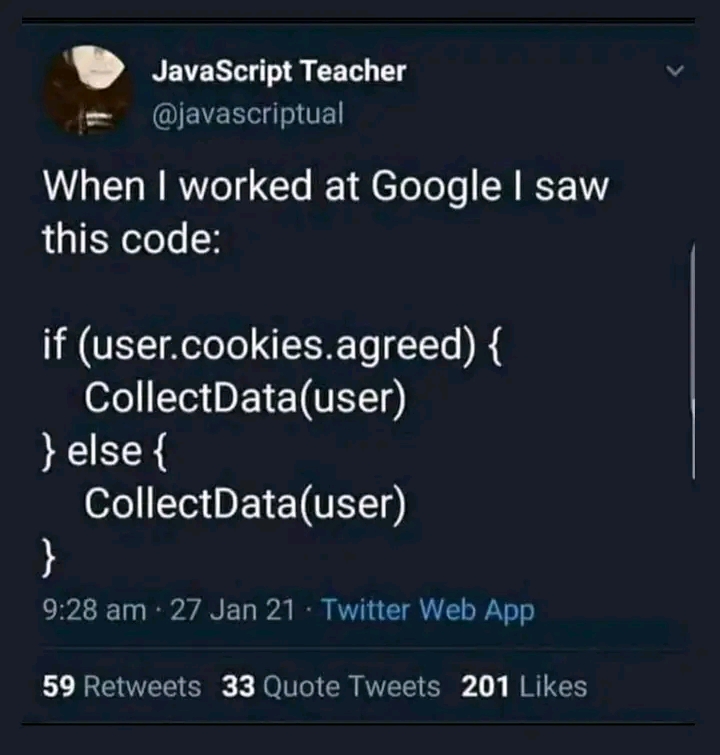 JavaScript Teacher
@javascriptual
When I worked at Google I saw
this code:
if (user.cookies.agreed) {
    CollectData(user)
} else {
    CollectData(user)
}
9:28 am · 27 Jan 21 · Twitter Web App
59 Retweets 33 Quote Tweets 201 Likes